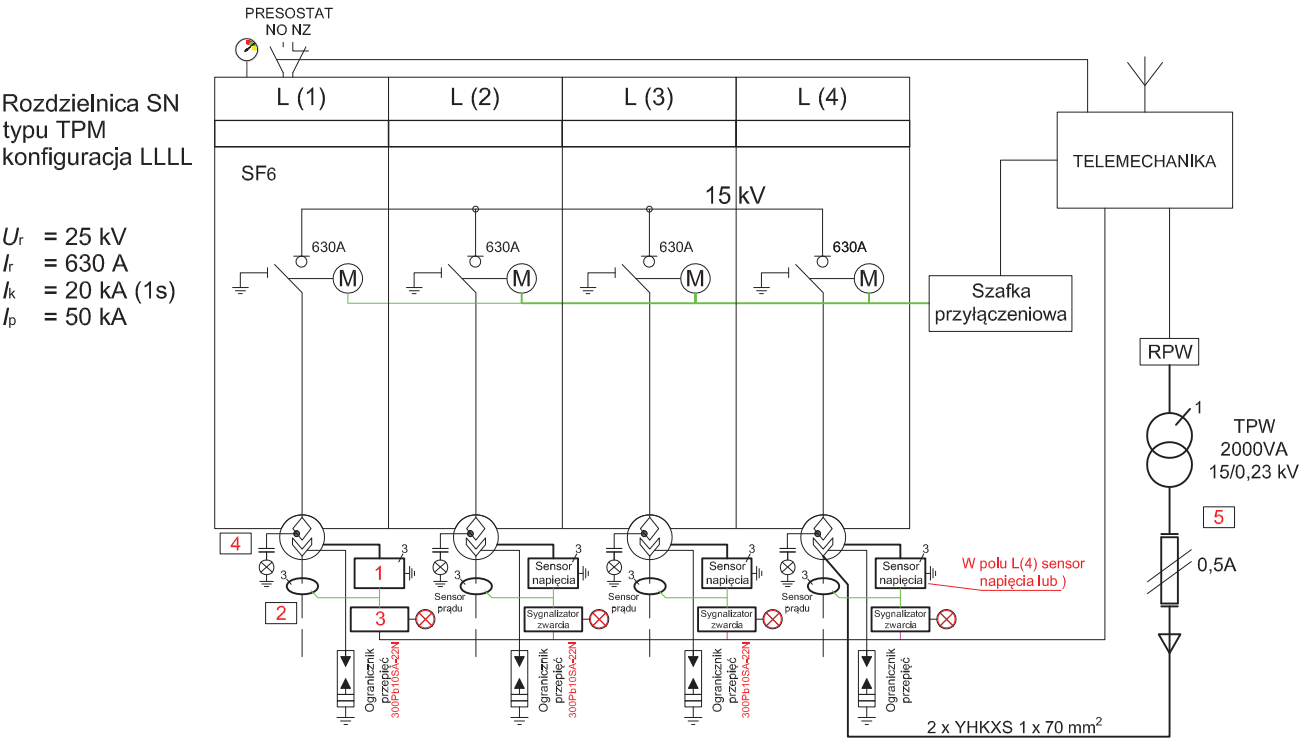 PRESOSTAT
NO NZ
Rozdzielnica SN
typu TPM
konfiguracja LLLL
L (1)
L (2)
L (3)
L (4)
TELEMECHANIKA
SF6
15 kV
Ur = 25 kV
Ir = 630 A
Ik = 20 kA (1s)
Ip = 50 kA
630A
630A
630A
630A
M
M
M
M
Szafka
przyłączeniowa
RPW
1
TPW
2000VA
15/0,23 kV
5
0,5A
4
3
1
3
2
3
3
Sensor
napięcia
3
Sensor
prądu
Sygnalizator
zwarcia
3
Sensor
napięcia
3
Sensor
prądu
Sygnalizator
zwarcia
3
Sensor
napięcia
3
Sensor
prądu
Sygnalizator
zwarcia
W polu L(4) sensor
napięcia lub )
Ogranicznik
przepięć
300Pb10SA-22N
Ogranicznik
przepięć
300Pb10SA-22N
Ogranicznik
przepięć
300Pb10SA-22N
Ogranicznik
przepięć
2 x YHKXS 1 x 70 mm²